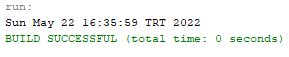 run:
Sun May 22 16:35:59 TRT 2022
BUILD SUCCESSFUL (total time: 0 seconds)